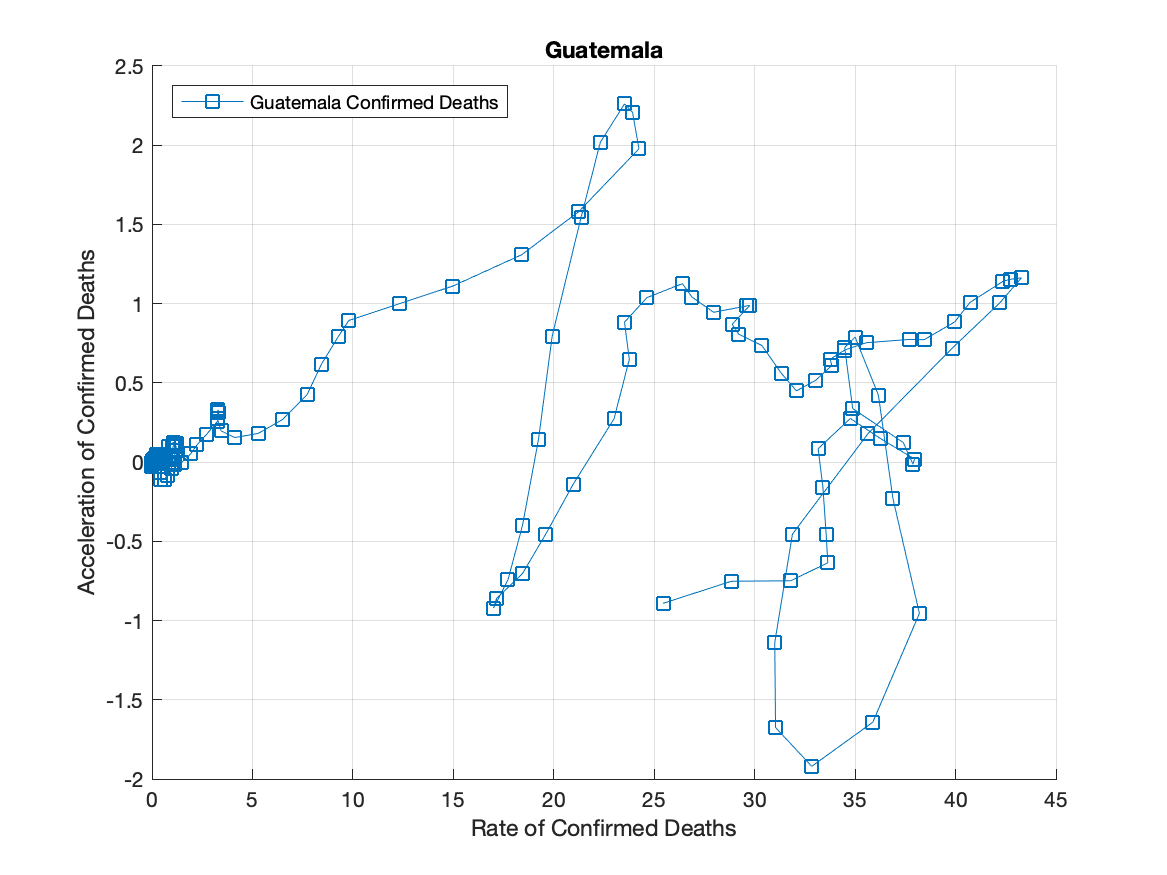 Guatemala
2.5
Guatemala Confirmed Deaths
2
1.5
1
0.5
0
-0.5
-1
-1.5
-2
Acceleration of Confirmed Deaths
0 5 10 15 20 25 30 35 40 45
Rate of Confirmed Deaths